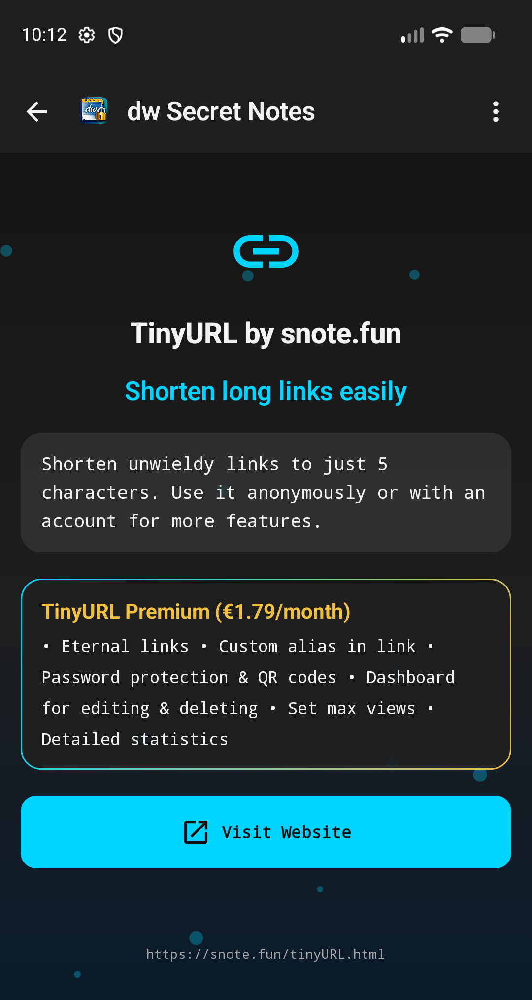 10:12
dw
dw Secret Notes
TinyURL by snote.fun
Shorten long links easily
Shorten unwieldy links to just 5
characters. Use it anonymously or with an
account for more features.
TinyURL Premium (€1.79/month)
• Eternal links • Custom alias in link •
Password protection & QR codes • Dashboard
for editing & deleting • Set max views •
Detailed statistics
Visit Website
https://snote.fun/tinyURL.html